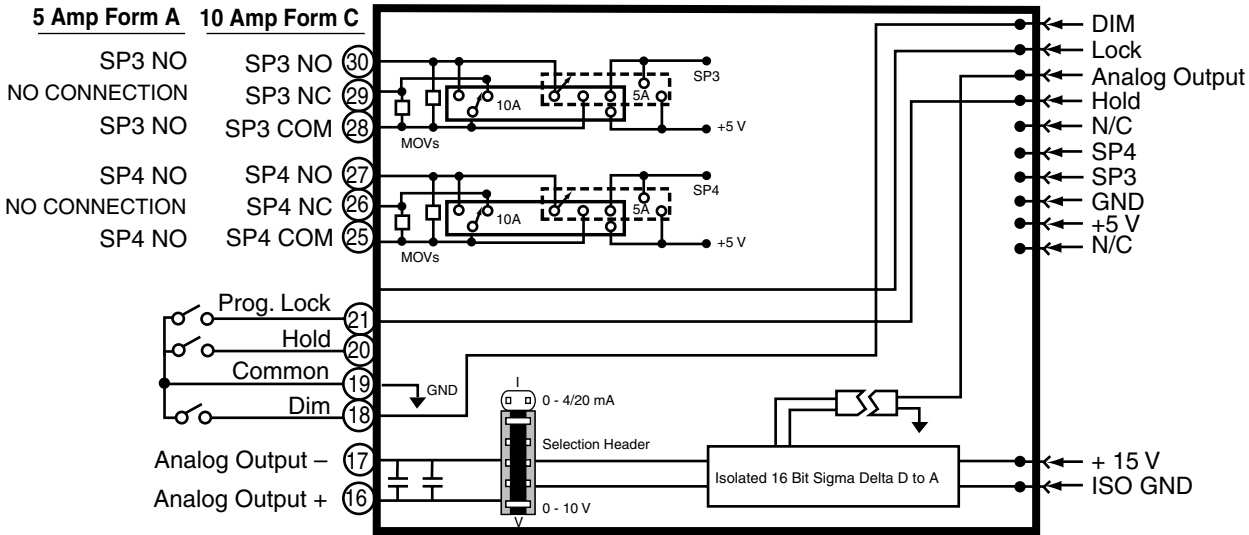 5 Amp Form A 10 Amp Form C
SP3 NO SP3 NO 30
NO CONNECTION SP3 NC 29
SP3 NO SP3 COM 28
10A
5A
SP3
+5 V
MOVs
SP4 NO SP4 NO 27
NO CONNECTION SP4 NC 26
SP4 NO SP4 COM 25
10A
5A
SP4
+5 V
MOVs
Prog. Lock 21
Hold 20
Common 19
GND
Dim 18
Analog Output – 17
Analog Output + 16
I
0 - 4/20 mA
Selection Header
0 - 10 V
V
Isolated 16 Bit Sigma Delta D to A
DIM
Lock
Analog Output
Hold
N/C
SP4
SP3
GND
+5 V
N/C
+ 15 V
ISO GND